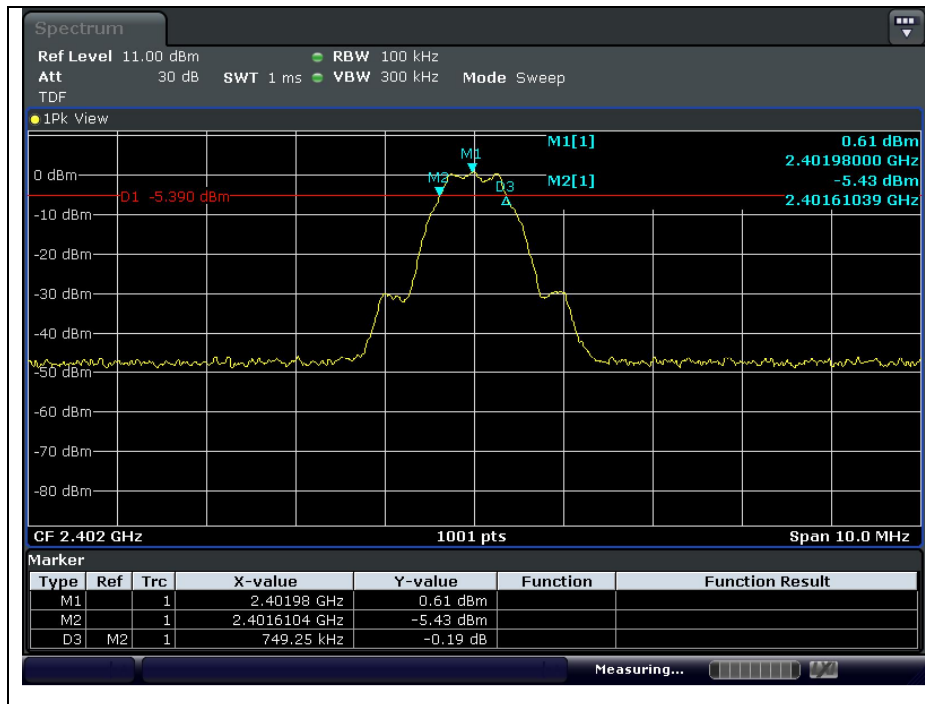 Spectrum
Ref Level 11.00 dBm RBW 100 kHz
Att 30 dB SWT 1 ms VBW 300 kHz Mode Sweep
TDF
1Pk View
M1[1] 0.61 dBm
2.40198000 GHz
M2[1] -5.43 dBm
2.40161039 GHz
M1
M2
D3
0 dBm
D1 -5.390 dBm
-10 dBm
-20 dBm
-30 dBm
-40 dBm
-50 dBm
-60 dBm
-70 dBm
-80 dBm
CF 2.402 GHz 1001 pts Span 10.0 MHz
Marker
Type Ref Trc X-value Y-value Function Function Result
M1 1 2.40198 GHz 0.61 dBm
M2 1 2.4016104 GHz -5.43 dBm
D3 M2 1 749.25 kHz -0.19 dB
Measuring...